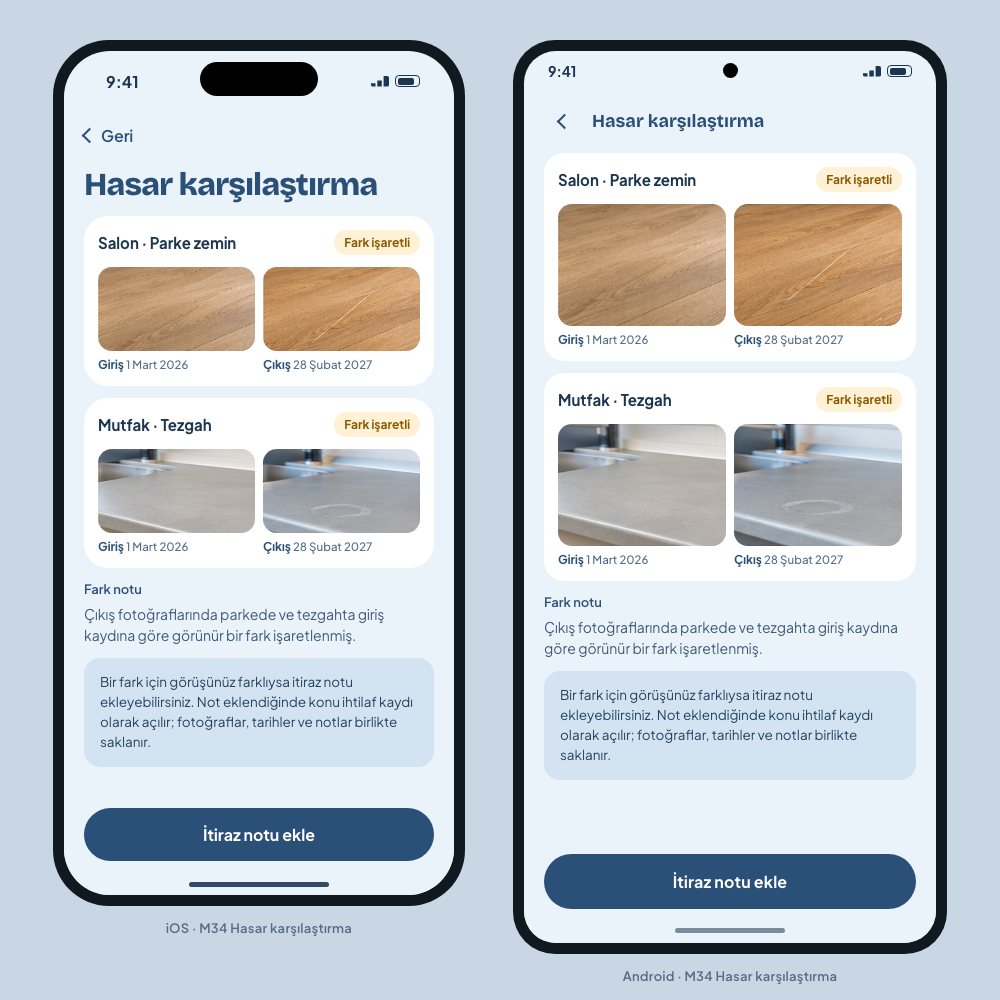 9:41
Geri
Hasar karşılaştırma
Salon · Parke zemin
Fark işaretli
Giriş 1 Mart 2026
Çıkış 28 Şubat 2027
Mutfak · Tezgah
Fark işaretli
Giriş 1 Mart 2026
Çıkış 28 Şubat 2027
Fark notu
Çıkış fotoğraflarında parkede ve tezgahta giriş
kaydına göre görünür bir fark işaretlenmiş.
Bir fark için görüşünüz farklıysa itiraz notu
ekleyebilirsiniz. Not eklendiğinde konu ihtilaf kaydı
olarak açılır; fotoğraflar, tarihler ve notlar birlikte
saklanır.
İtiraz notu ekle
iOS · M34 Hasar karşılaştırma
9:41
Hasar karşılaştırma
Salon · Parke zemin
Fark işaretli
Giriş 1 Mart 2026
Çıkış 28 Şubat 2027
Mutfak · Tezgah
Fark işaretli
Giriş 1 Mart 2026
Çıkış 28 Şubat 2027
Fark notu
Çıkış fotoğraflarında parkede ve tezgahta giriş kaydına
göre görünür bir fark işaretlenmiş.
Bir fark için görüşünüz farklıysa itiraz notu
ekleyebilirsiniz. Not eklendiğinde konu ihtilaf kaydı
olarak açılır; fotoğraflar, tarihler ve notlar birlikte
saklanır.
İtiraz notu ekle
Android · M34 Hasar karşılaştırma